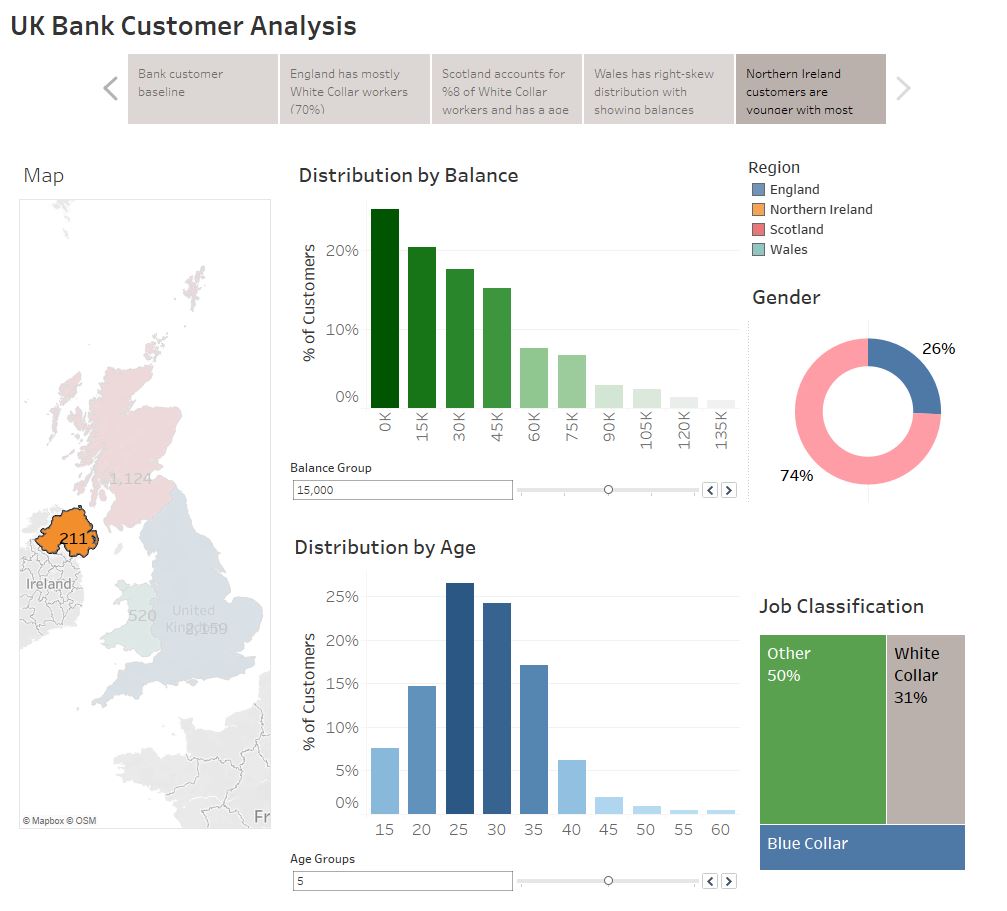 UK Bank Customer Analysis
Bank customer
baseline
England has mostly
White Collar workers
(70%)
Scotland accounts for
%8 of White Collar
workers and has a age
Wales has right-skew
distribution with
showing balances
Northern Ireland
customers are
younger with most
Map
1,124
211
Ireland
520
United
Kingdom
2,159
Fr
© Mapbox © OSM
Distribution by Balance
% of Customers
20%
10%
0%
0K
15K
30K
45K
60K
75K
90K
105K
120K
135K
Balance Group
15,000
Distribution by Age
% of Customers
25%
20%
15%
10%
5%
0%
15
20
25
30
35
40
45
50
55
60
Age Groups
5
Region
England
Northern Ireland
Scotland
Wales
Gender
26%
74%
Job Classification
Other
50%
White
Collar
31%
Blue Collar